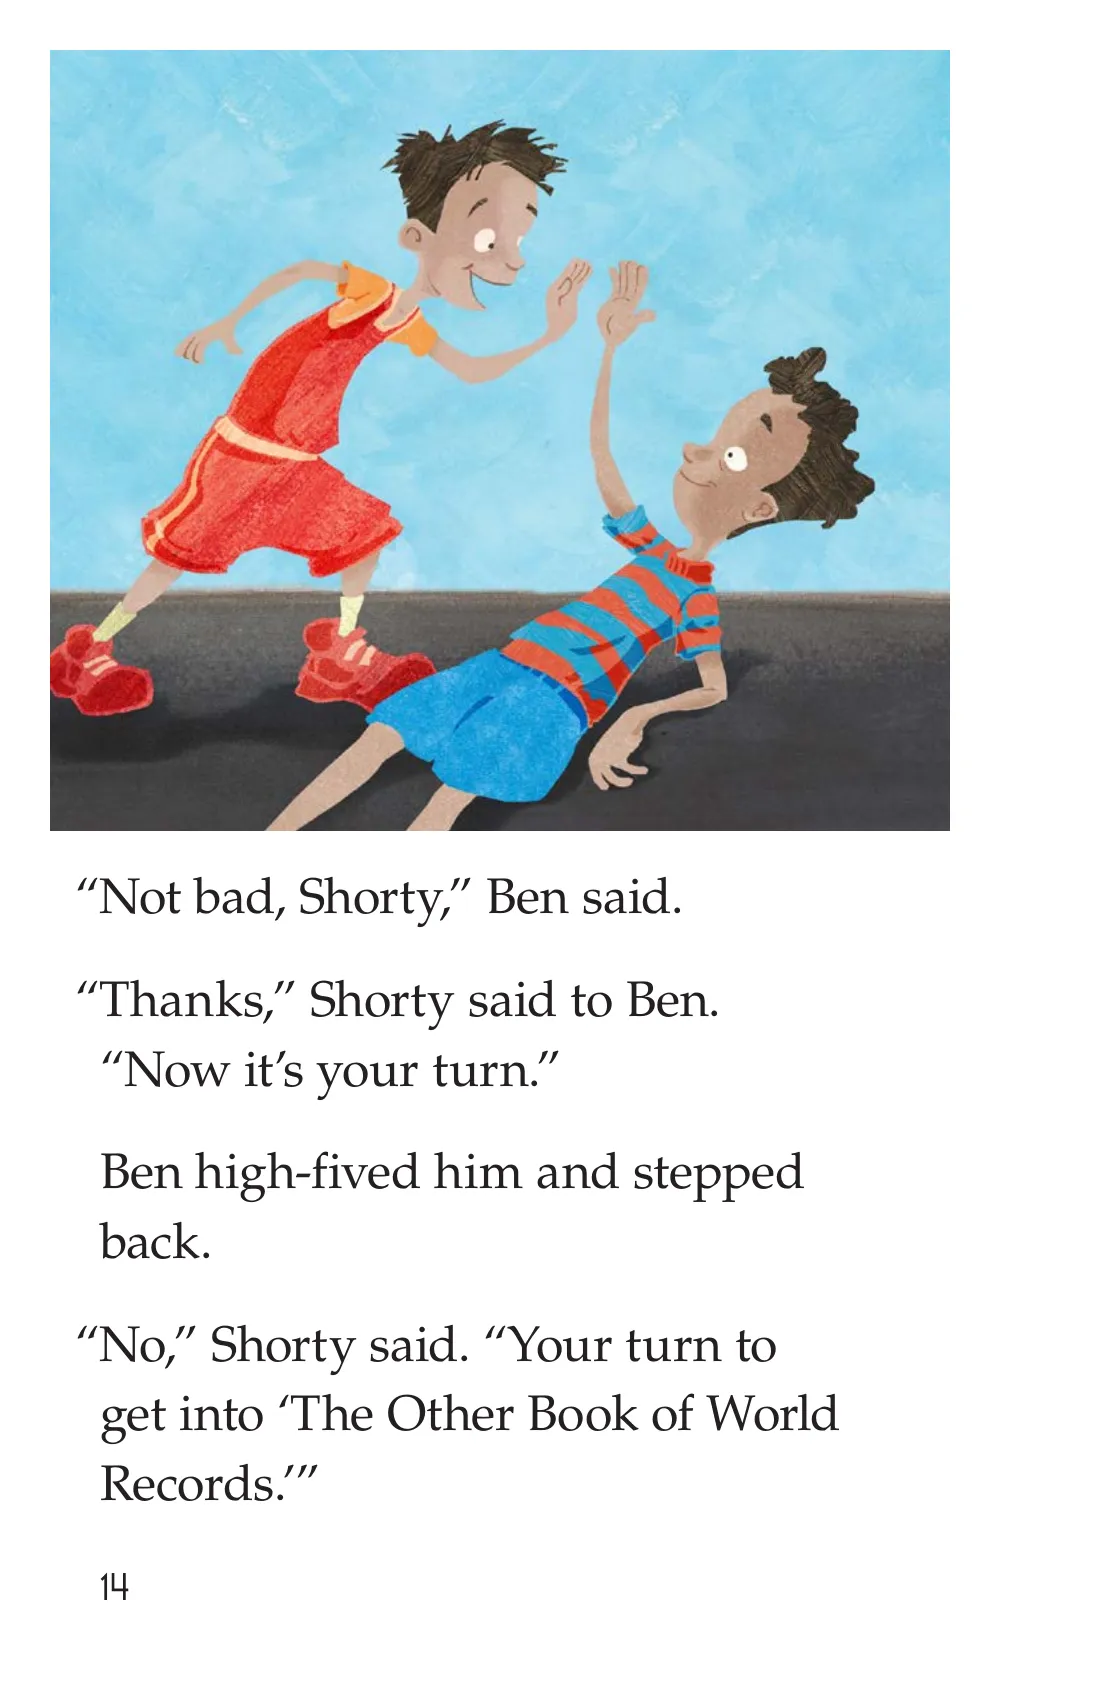 “Not bad, Shorty,” Ben said.
“Thanks,” Shorty said to Ben.
“Now it’s your turn.”
Ben high-fived him and stepped
back.
“No,” Shorty said. “Your turn to
get into ‘The Other Book of World
Records.’”
14